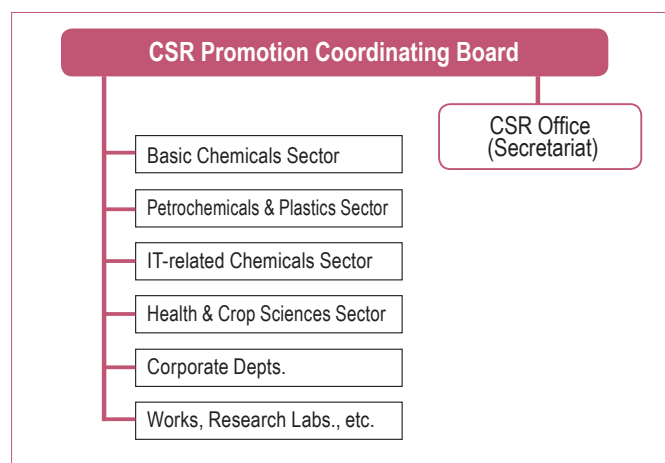 CSR Promotion Coordinating Board
CSR Office
(Secretariat)
Basic Chemicals Sector
Petrochemicals & Plastics Sector
IT-related Chemicals Sector
Health & Crop Sciences Sector
Corporate Depts.
Works, Research Labs., etc.